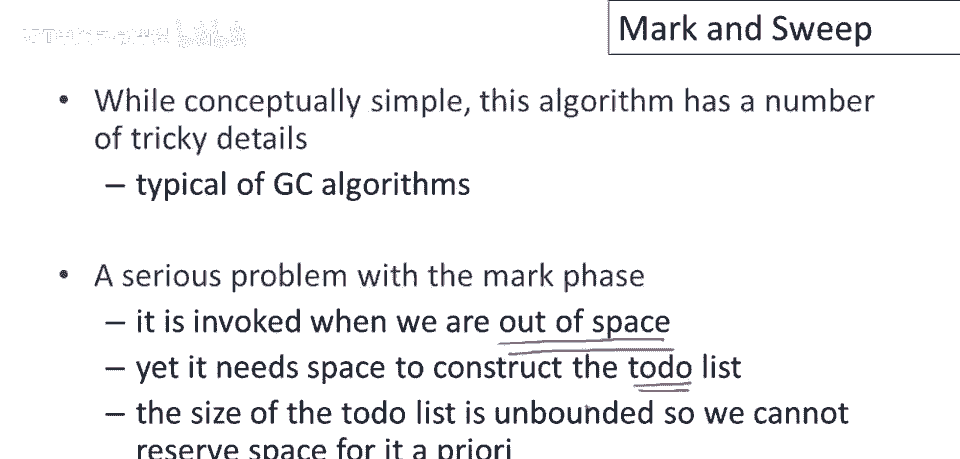 Mark and Sweep
• While conceptually simple, this algorithm has a number
of tricky details
– typical of GC algorithms
• A serious problem with the mark phase
– it is invoked when we are out of space
– yet it needs space to construct the todo list
– the size of the todo list is unbounded so we cannot
reserve space for it a priori